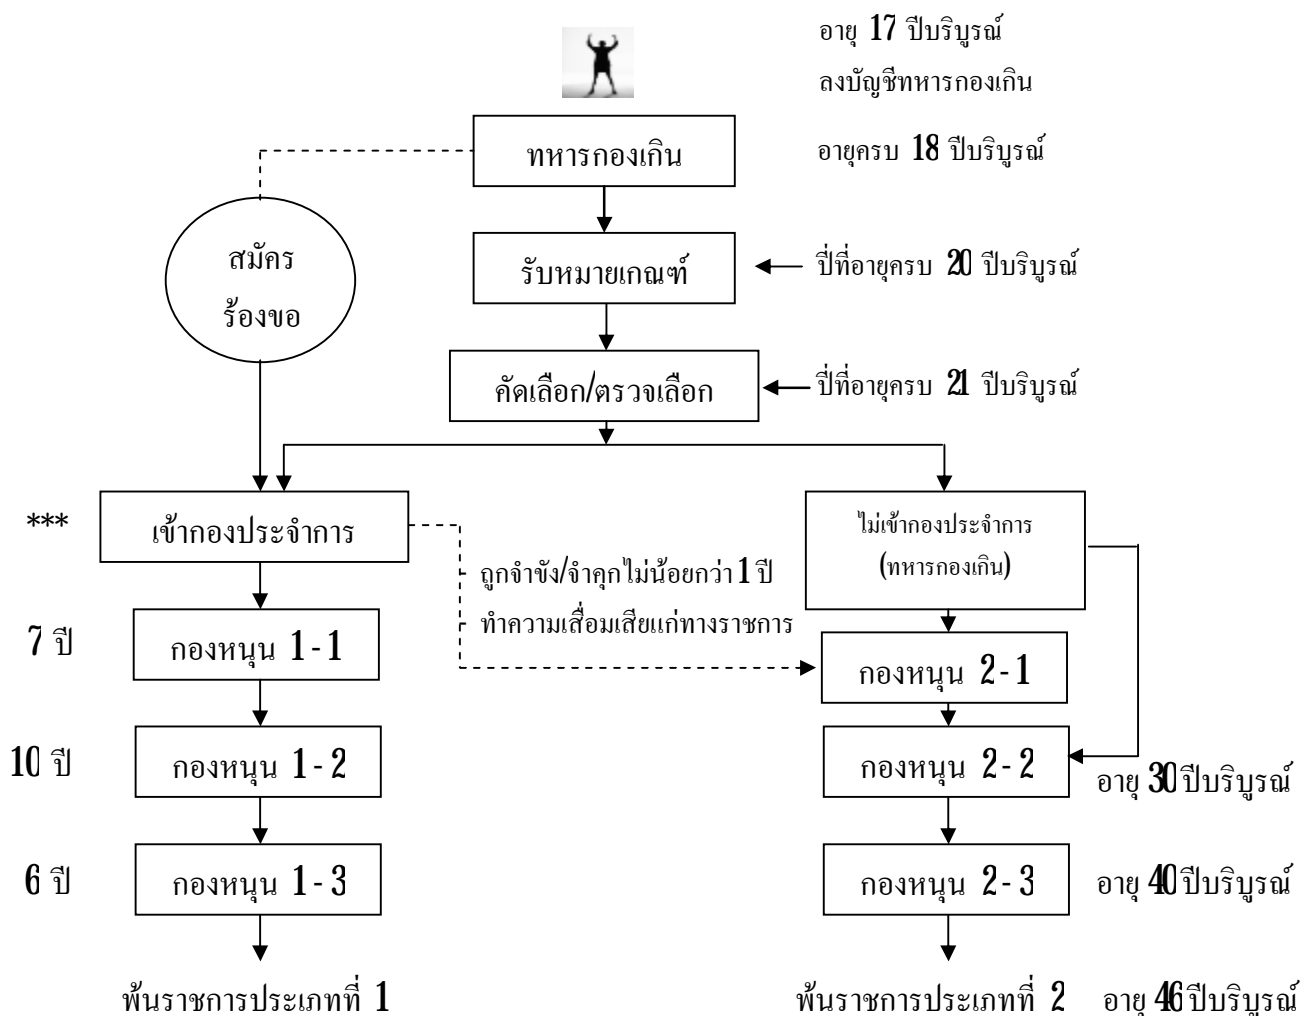 อายุ 17 ปีบริบูรณ์
ลงบัญชีทหารกองเกิน
ทหารกองเกิน
อายุครบ 18 ปีบริบูรณ์
สมัคร
ร้องขอ
รับหมายเกณฑ์
ปีที่อายุครบ 20 ปีบริบูรณ์
คัดเลือก/ตรวจเลือก
ปีที่อายุครบ 21 ปีบริบูรณ์
***
เข้ากองประจำการ
ไม่เข้ากองประจำการ
(ทหารกองเกิน)
- ถูกจำขัง/จำคุกไม่น้อยกว่า 1 ปี
- ทำความเสื่อมเสียแก่ทางราชการ
7 ปี
กองหนุน 1 - 1
กองหนุน 2 - 1
10 ปี
กองหนุน 1 - 2
กองหนุน 2 - 2
อายุ 30 ปีบริบูรณ์
6 ปี
กองหนุน 1 - 3
กองหนุน 2 - 3
อายุ 40 ปีบริบูรณ์
พ้นราชการประเภทที่ 1
พ้นราชการประเภทที่ 2
อายุ 46 ปีบริบูรณ์